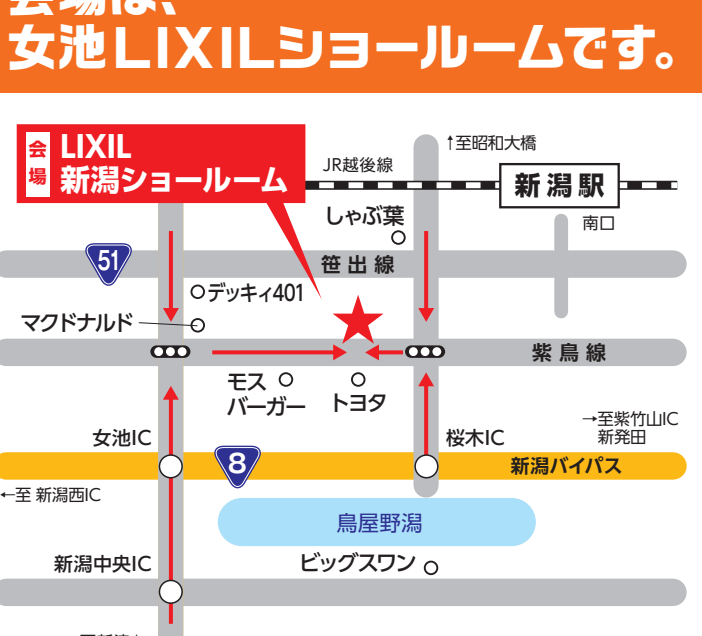 会場は、
女池LIXILショールームです。
会場
LIXIL
新潟ショールーム
↑至昭和大橋
JR越後線
新潟駅
しゃぶ葉
南口
51
笹出線
デッキィ401
マクドナルド
紫鳥線
モス
バーガー
トヨタ
→至紫竹山IC
新発田
女池IC
桜木IC
8
新潟バイパス
←至 新潟西IC
鳥屋野潟
新潟中央IC
ビッグスワン